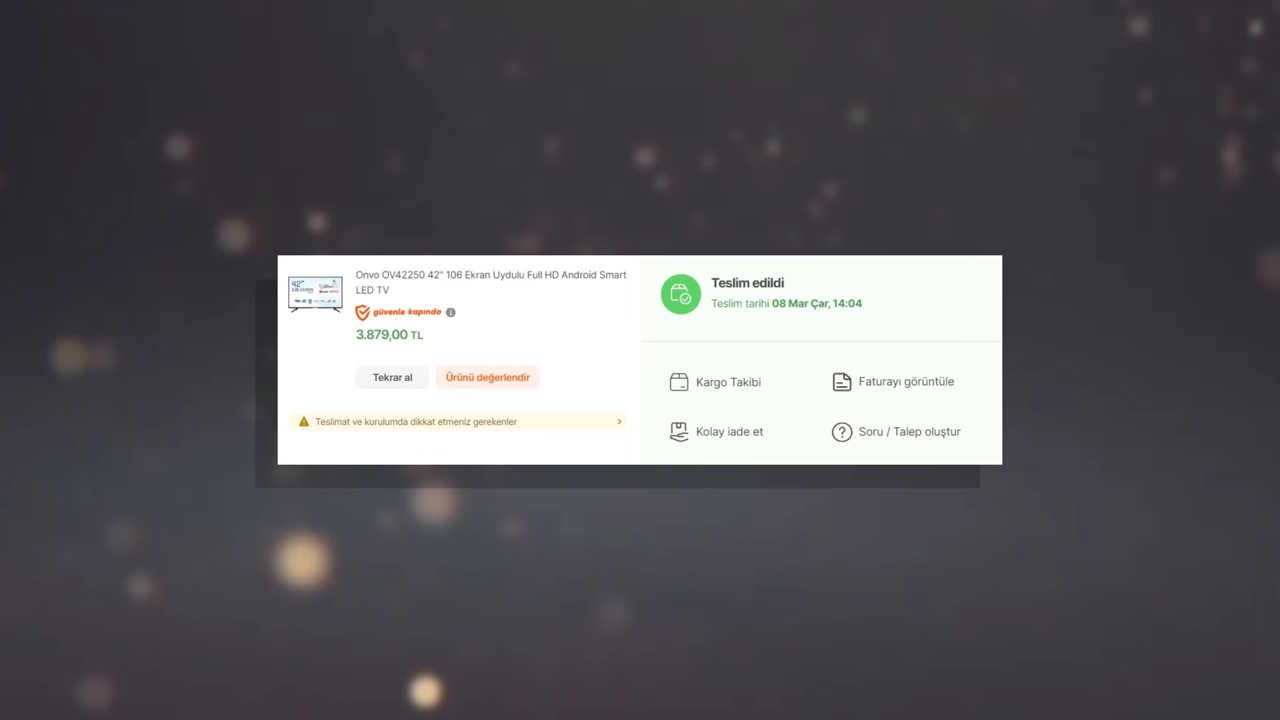 Onvo OV42250 42" 106 Ekran Uydulu Full HD Android Smart
LED TV
güvenle kapında
3.879,00 TL
Tekrar al
Ürünü değerlendir
Teslimat ve kurulumda dikkat etmeniz gerekenler
Teslim edildi
Teslim tarihi 08 Mar Çar, 14:04
Kargo Takibi
Faturayı görüntüle
Kolay iade et
Soru / Talep oluştur
42"